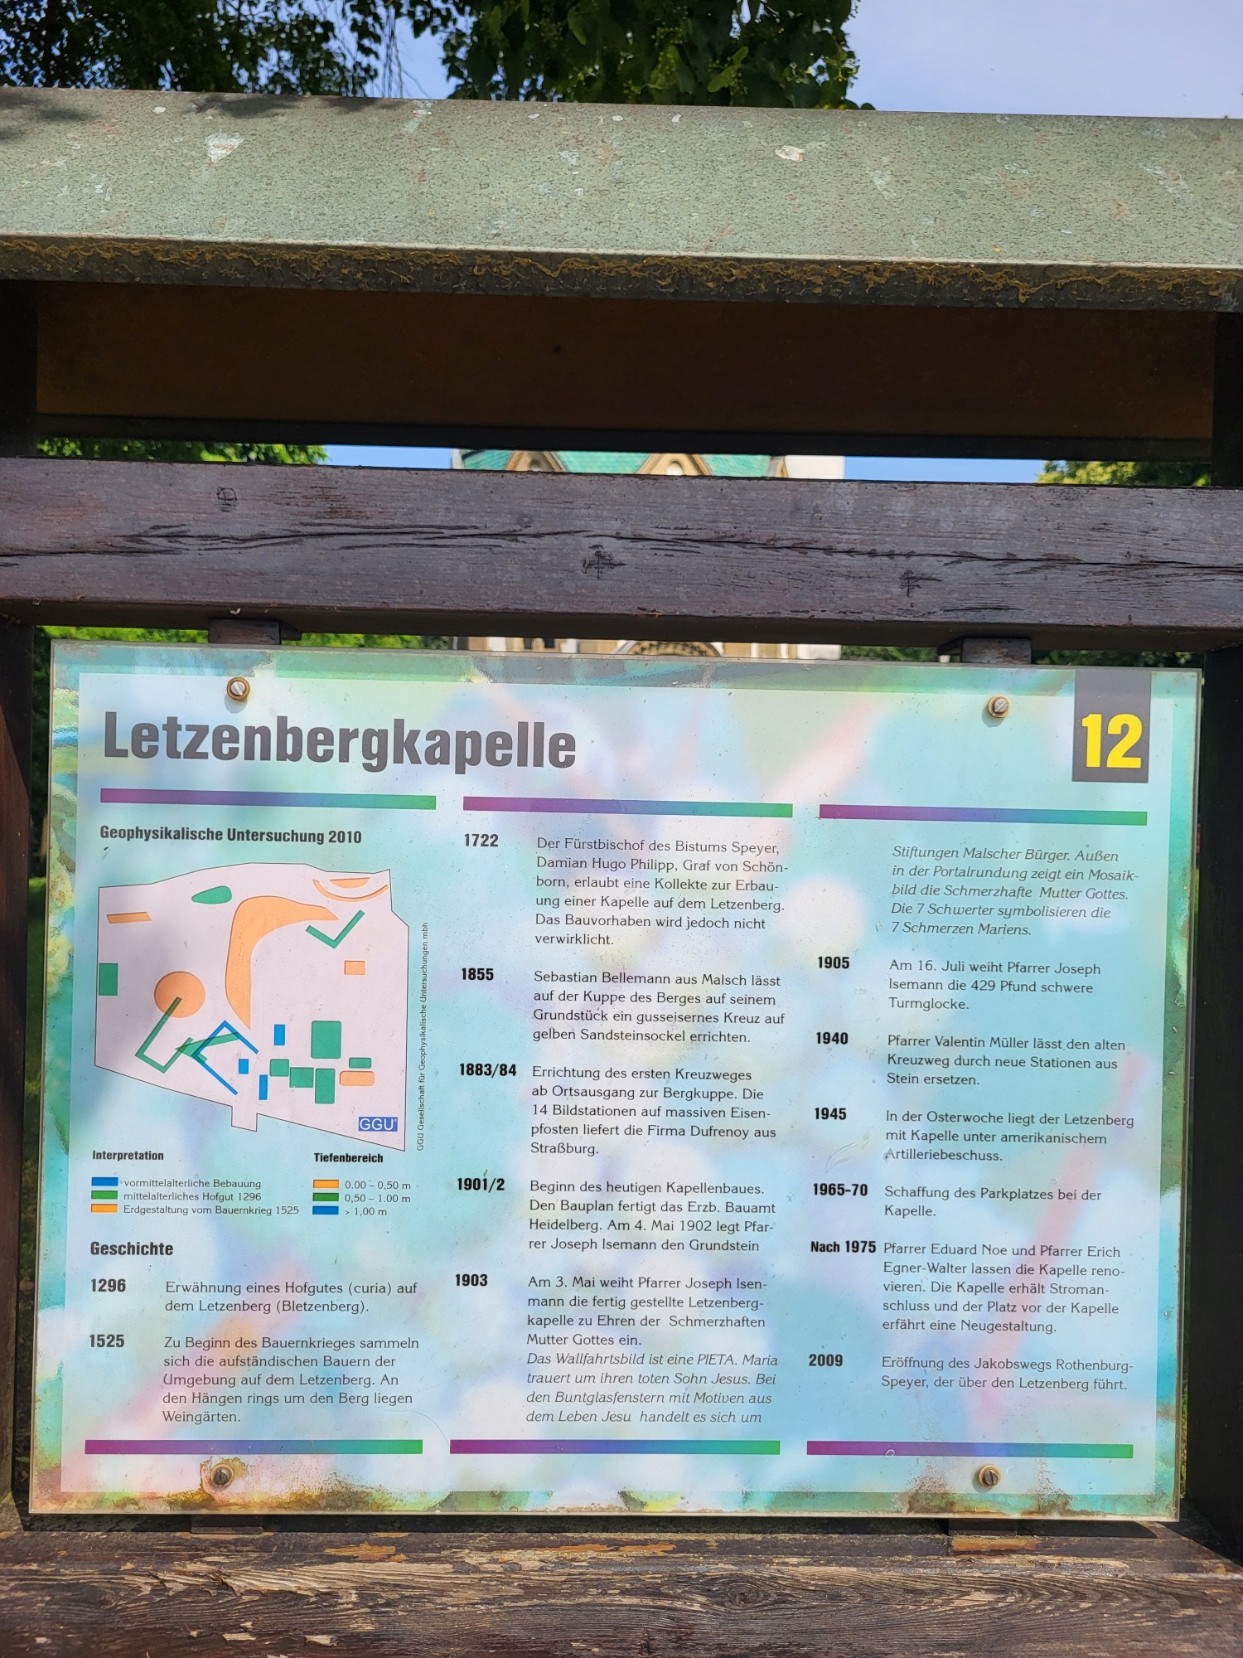 Letzenbergkapelle
12
Geophysikalische Untersuchung 2010
GGU
GGU Gesellschaft für Geophysikalische Untersuchungen mbH
Interpretation
vormittelalterliche Bebauung
mittelalterliches Hofgut 1296
Erdgestaltung vom Bauernkrieg 1525
Tiefenbereich
0.00 – 0,50 m
0,50 – 1.00 m
> 1,00 m
Geschichte
1296 Erwähnung eines Hofgutes (curia) auf
dem Letzenberg (Bletzenberg).
1525 Zu Beginn des Bauernkrieges sammeln
sich die aufständischen Bauern der
Umgebung auf dem Letzenberg. An
den Hängen rings um den Berg liegen
Weingärten.
1722 Der Fürstbischof des Bistums Speyer,
Damian Hugo Philipp, Graf von Schön-
born, erlaubt eine Kollekte zur Erbau-
ung einer Kapelle auf dem Letzenberg.
Das Bauvorhaben wird jedoch nicht
verwirklicht.
1855 Sebastian Bellemann aus Malsch lässt
auf der Kuppe des Berges auf seinem
Grundstück ein gusseisernes Kreuz auf
gelben Sandsteinsockel errichten.
1883/84 Errichtung des ersten Kreuzweges
ab Ortsausgang zur Bergkuppe. Die
14 Bildstationen auf massiven Eisen-
pfosten liefert die Firma Dufrenoy aus
Straßburg.
1901/2 Beginn des heutigen Kapellenbaues.
Den Bauplan fertigt das Erzb. Bauamt
Heidelberg. Am 4. Mai 1902 legt Pfar-
rer Joseph Isemann den Grundstein
1903 Am 3. Mai weiht Pfarrer Joseph Isen-
mann die fertig gestellte Letzenberg-
kapelle zu Ehren der Schmerzhaften
Mutter Gottes ein.
Das Wallfahrtsbild ist eine PIETA. Maria
trauert um ihren toten Sohn Jesus. Bei
den Buntglasfenstern mit Motiven aus
dem Leben Jesu handelt es sich um
Stiftungen Malscher Bürger. Außen
in der Portalrundung zeigt ein Mosaik-
bild die Schmerzhafte Mutter Gottes.
Die 7 Schwerter symbolisieren die
7 Schmerzen Mariens.
1905 Am 16. Juli weiht Pfarrer Joseph
Isemann die 429 Pfund schwere
Turmglocke.
1940 Pfarrer Valentin Müller lässt den alten
Kreuzweg durch neue Stationen aus
Stein ersetzen.
1945 In der Osterwoche liegt der Letzenberg
mit Kapelle unter amerikanischem
Artilleriebeschuss.
1965-70 Schaffung des Parkplatzes bei der
Kapelle.
Nach 1975 Pfarrer Eduard Noe und Pfarrer Erich
Egner-Walter lassen die Kapelle reno-
vieren. Die Kapelle erhält Stroman-
schluss und der Platz vor der Kapelle
erfährt eine Neugestaltung.
2009 Eröffnung des Jakobswegs Rothenburg-
Speyer, der über den Letzenberg führt.